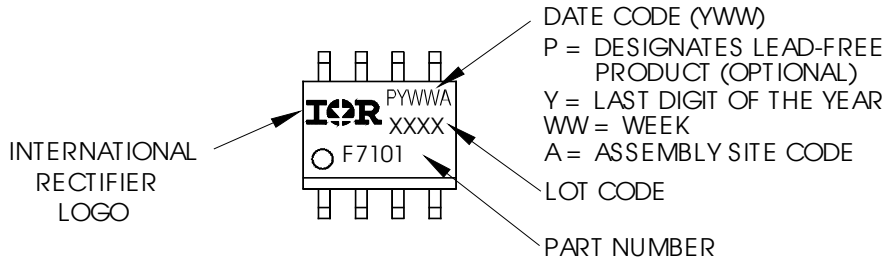 DATE CODE (YWW)
P = DESIGNATES LEAD-FREE
PRODUCT (OPTIONAL)
Y = LAST DIGIT OF THE YEAR
WW = WEEK
A = ASSEMBLY SITE CODE
LOT CODE
PART NUMBER
INTERNATIONAL
RECTIFIER
LOGO
IOR
PYWWA
XXXX
F7101